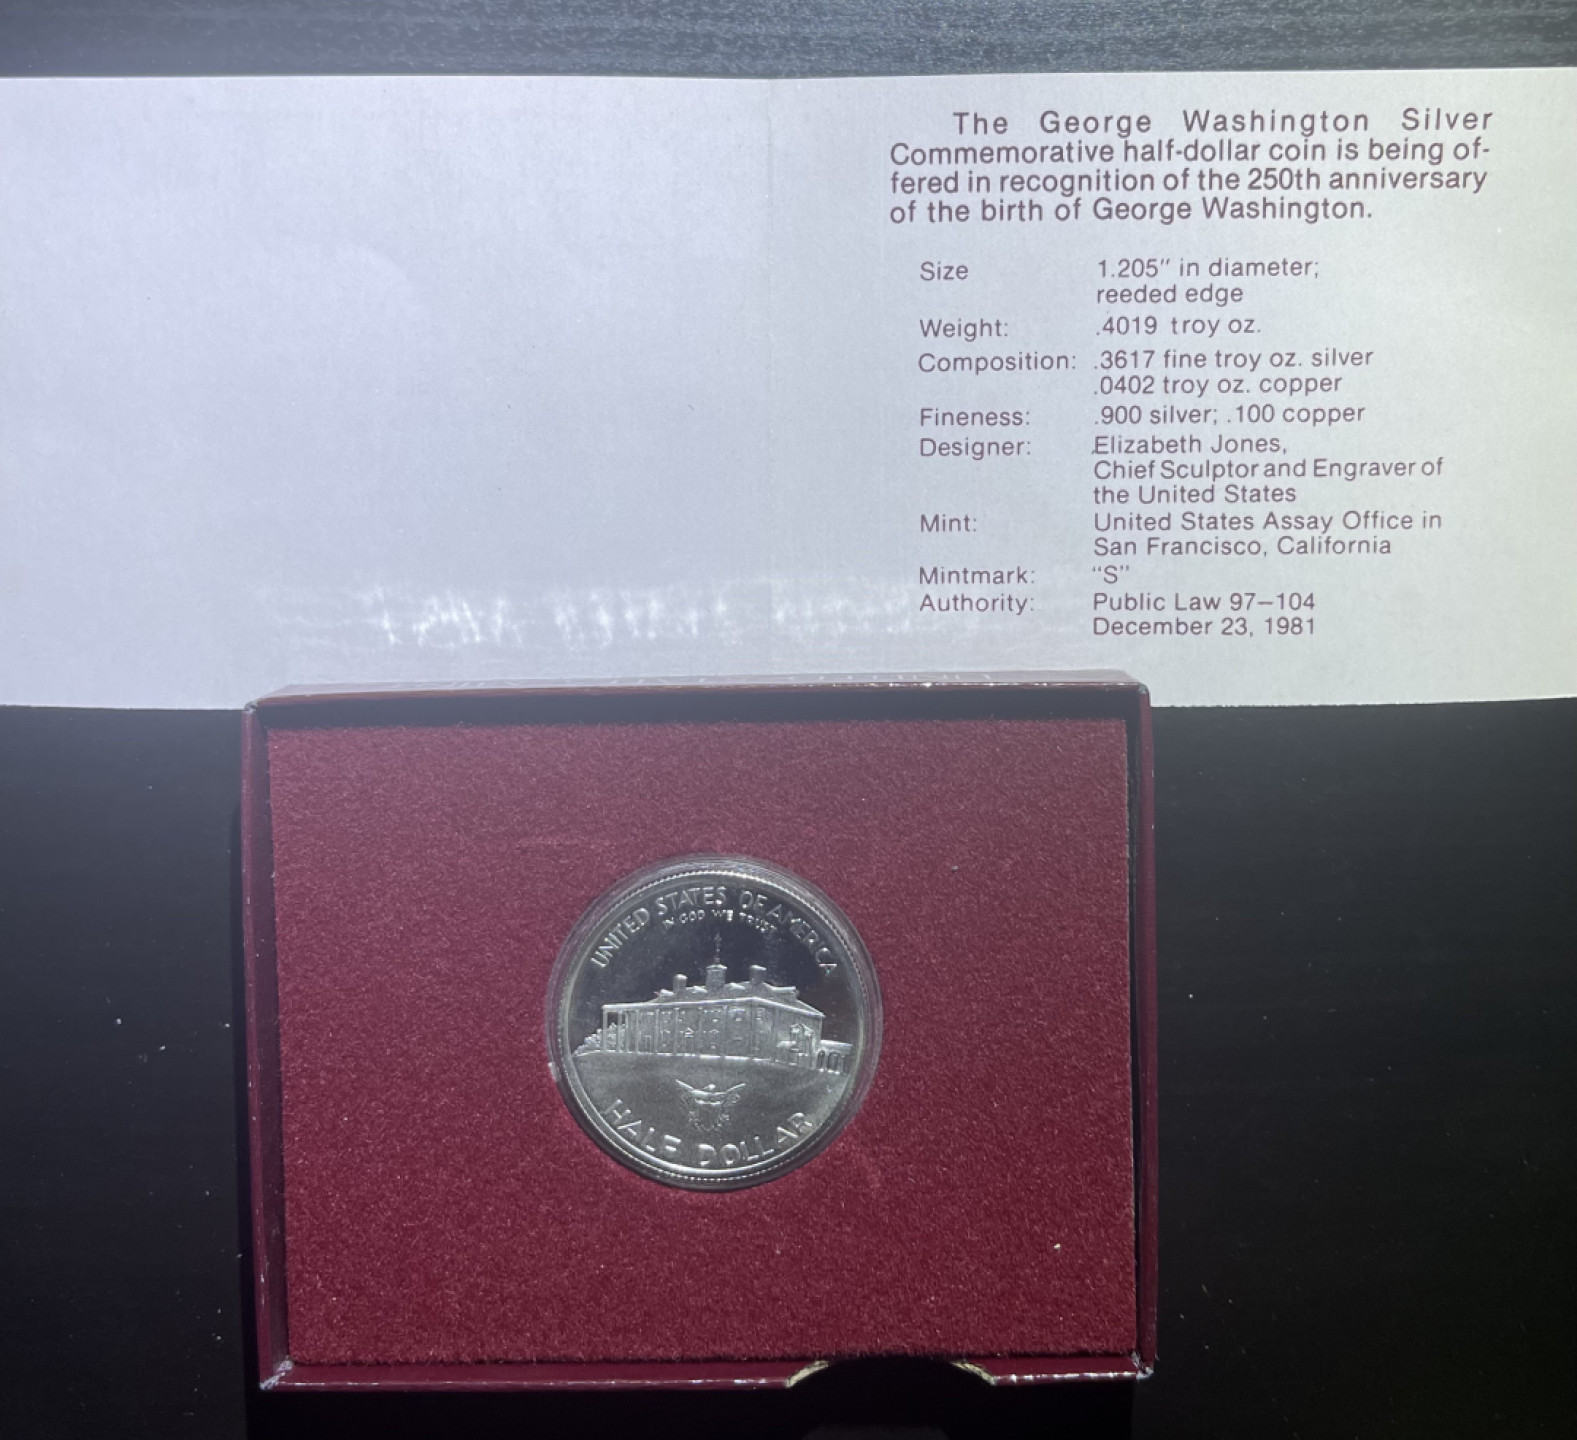 The George Washington Silver
Commemorative half-dollar coin is being of-
fered in recognition of the 250th anniversary
of the birth of George Washington.
Size 1.205" in diameter;
reeded edge
Weight: .4019 troy oz.
Composition: .3617 fine troy oz. silver
.0402 troy oz. copper
Fineness: .900 silver; .100 copper
Designer: Elizabeth Jones,
Chief Sculptor and Engraver of
the United States
Mint: United States Assay Office in
San Francisco, California
Mintmark: "S"
Authority: Public Law 97–104
December 23, 1981
UNITED STATES OF AMERICA
IN GOD WE TRUST
HALF DOLLAR